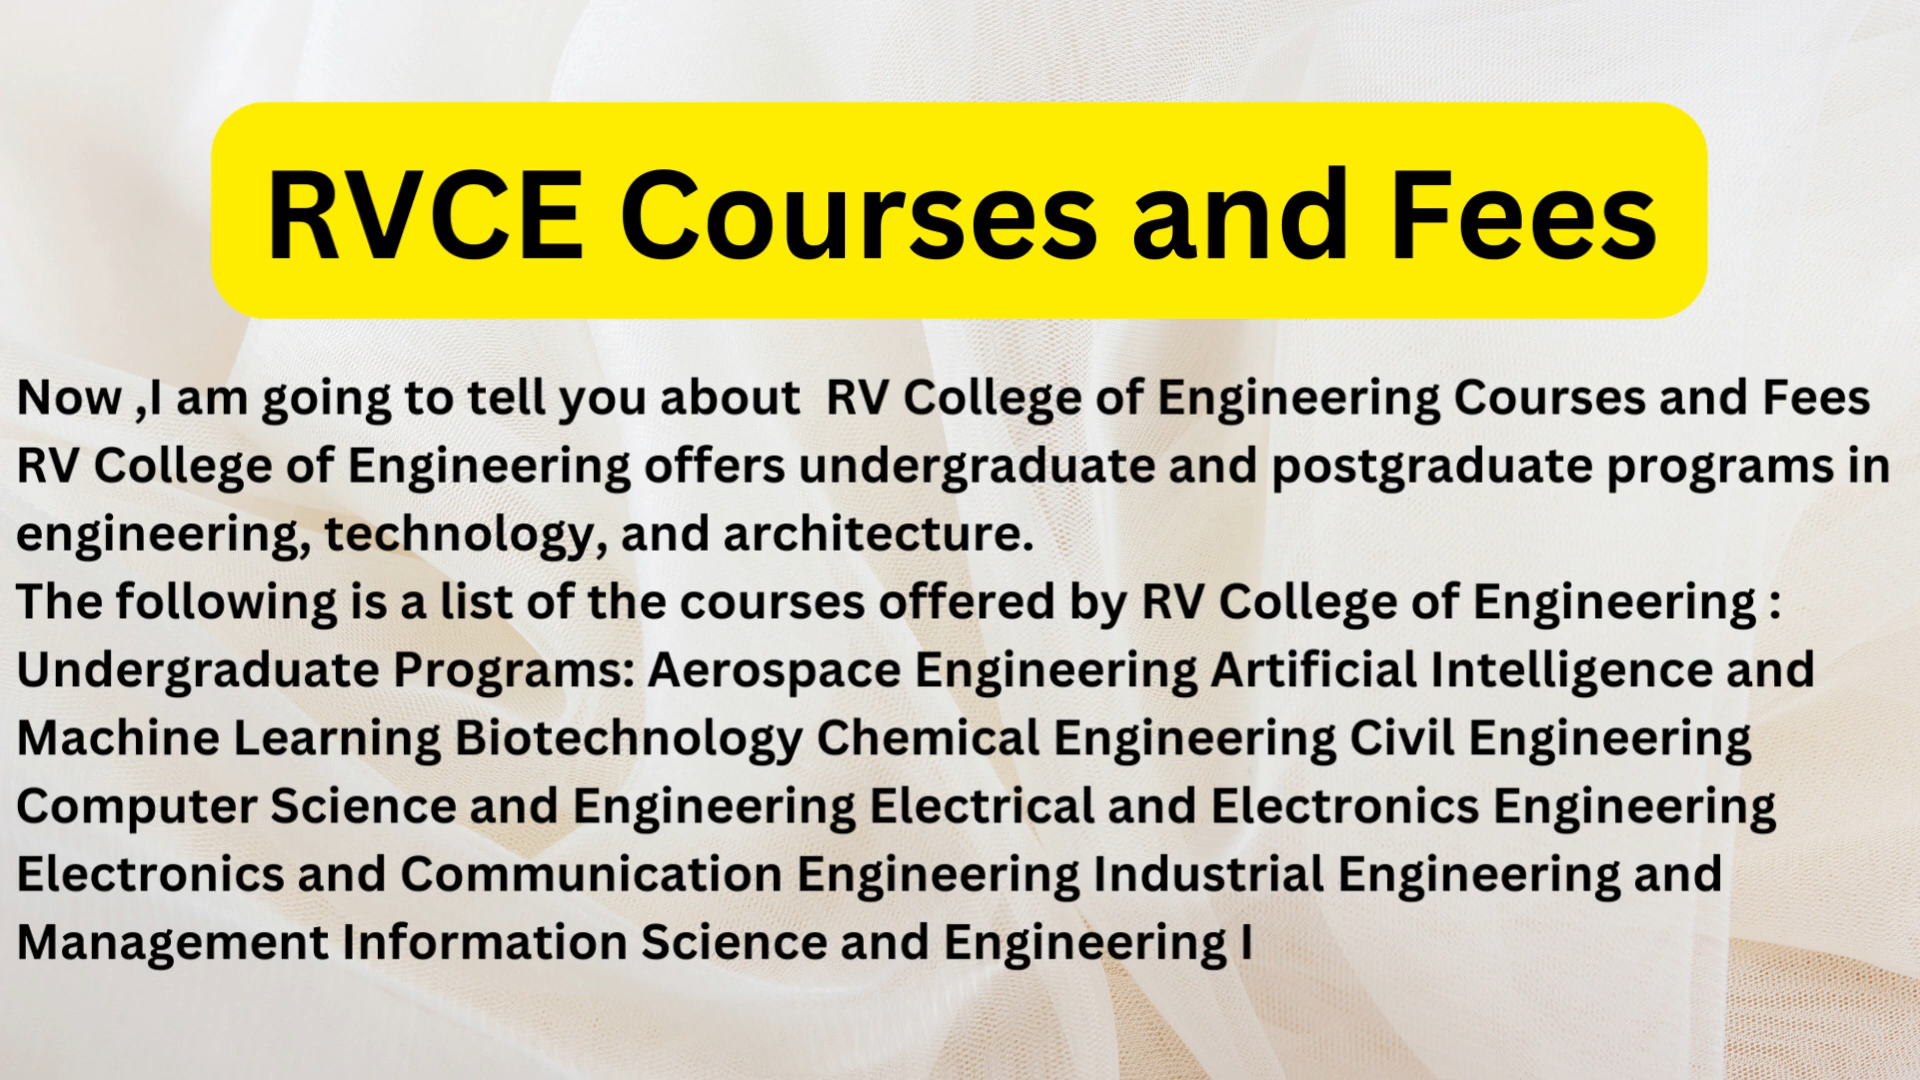 RVCE Courses and Fees
Now ,I am going to tell you about  RV College of Engineering Courses and Fees
RV College of Engineering offers undergraduate and postgraduate programs in
engineering, technology, and architecture.
The following is a list of the courses offered by RV College of Engineering :
Undergraduate Programs: Aerospace Engineering Artificial Intelligence and
Machine Learning Biotechnology Chemical Engineering Civil Engineering
Computer Science and Engineering Electrical and Electronics Engineering
Electronics and Communication Engineering Industrial Engineering and
Management Information Science and Engineering I